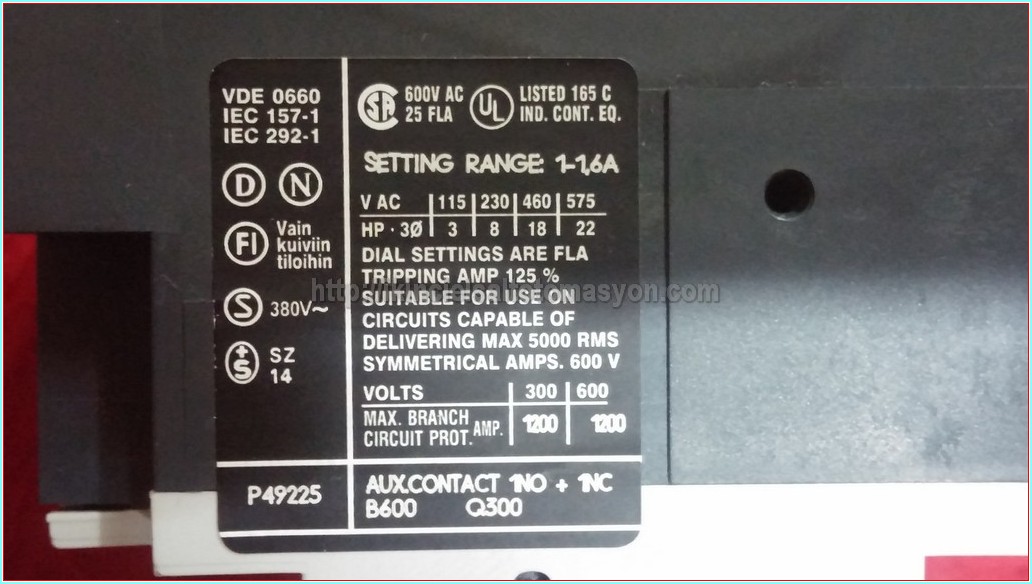 VDE 0660
IEC 157-1
IEC 292-1
D N
FI Vain
kuiviin
tiloihin
S 380V~
+S SZ
14
SA 600V AC
25 FLA
UL LISTED 165 C
IND. CONT. EQ.
SETTING RANGE: 1-1,6A
V AC 115 230 460 575
HP · 3Ø 3 8 18 22
DIAL SETTINGS ARE FLA
TRIPPING AMP 125 %
SUITABLE FOR USE ON
CIRCUITS CAPABLE OF
DELIVERING MAX 5000 RMS
SYMMETRICAL AMPS. 600 V
VOLTS 300 600
MAX. BRANCH
CIRCUIT PROT. AMP. 1200 1200
P49225
AUX.CONTACT 1NO + 1NC
B600 Q300